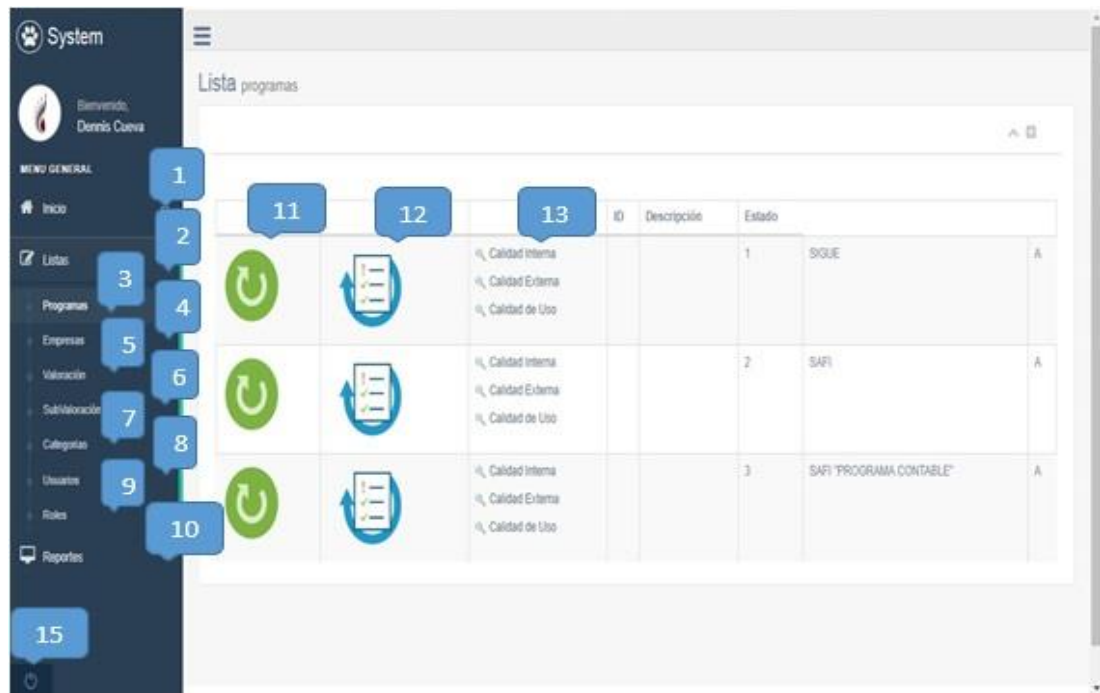 System
Bienvenido,
Dennis Cueva
MENU GENERAL
1
Inicio
2
Listas
3
Programas
4
Empresas
5
Valoración
6
SubValoración
7
Categorias
8
Usuarios
9
Roles
10
Reportes
15
Lista programas
11 12 13 ID Descripción Estado
Calidad Interna 1 SIGUE A
Calidad Externa
Calidad de Uso
Calidad Interna 2 SAFI A
Calidad Externa
Calidad de Uso
Calidad Interna 3 SAFI "PROGRAMA CONTABLE" A
Calidad Externa
Calidad de Uso